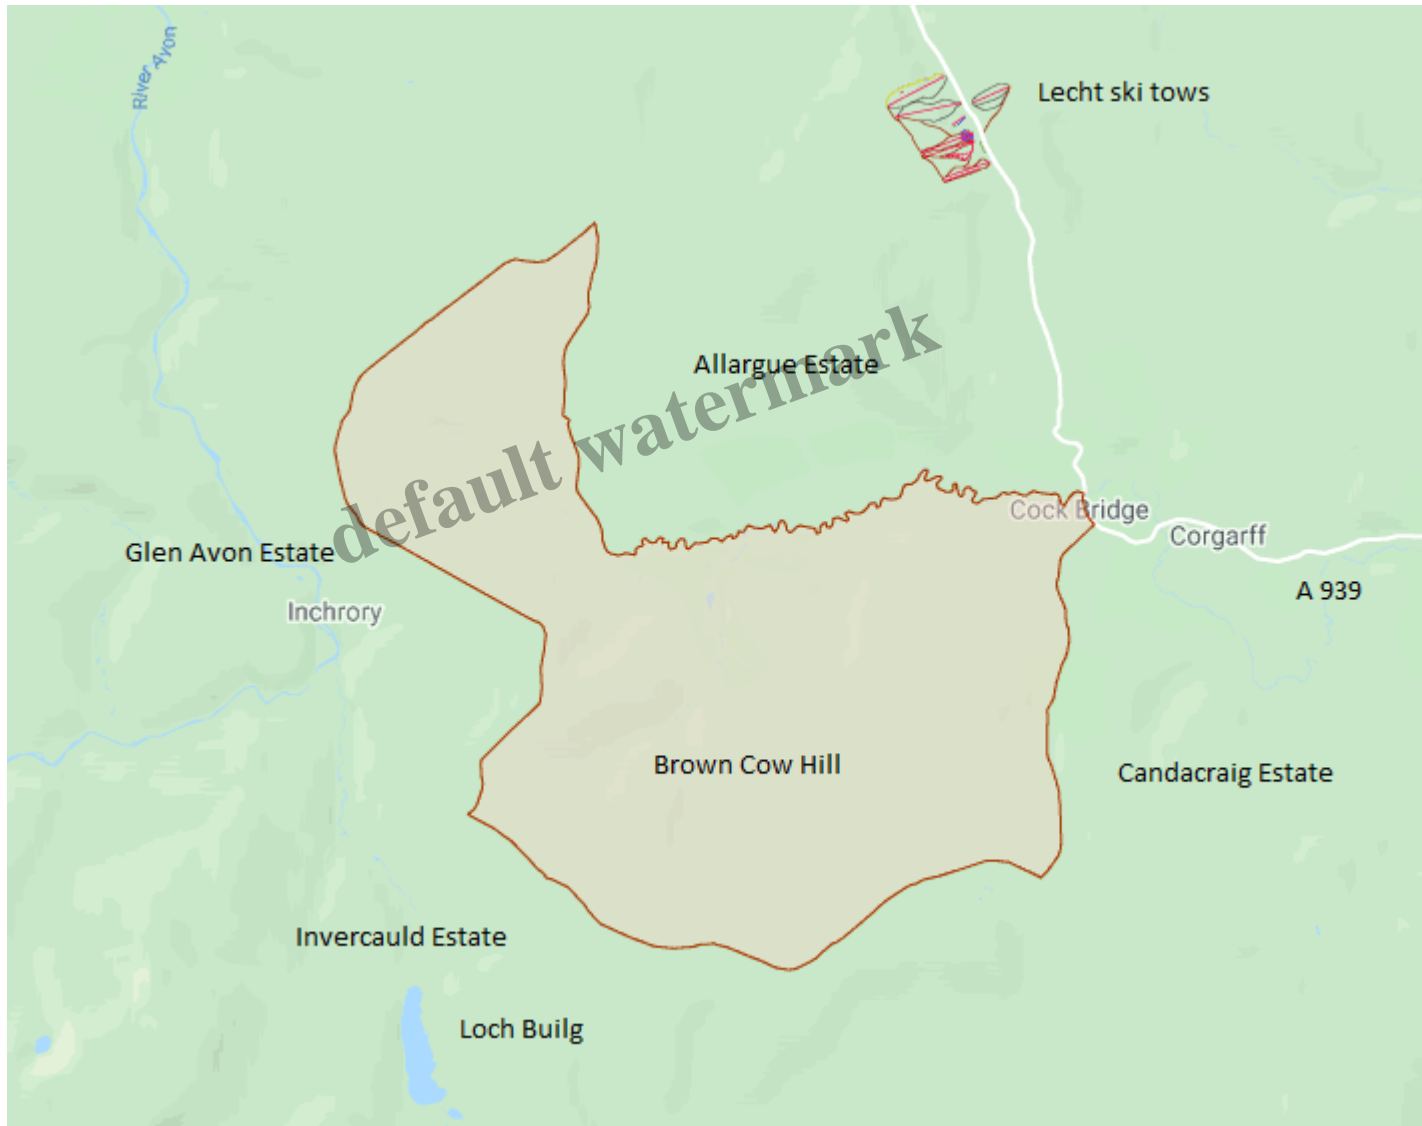 River Avon
Lecht ski tows
Allargue Estate
default watermark
Cock Bridge
Corgarff
Glen Avon Estate
A 939
Inchrory
Brown Cow Hill
Candacraig Estate
Invercauld Estate
Loch Builg